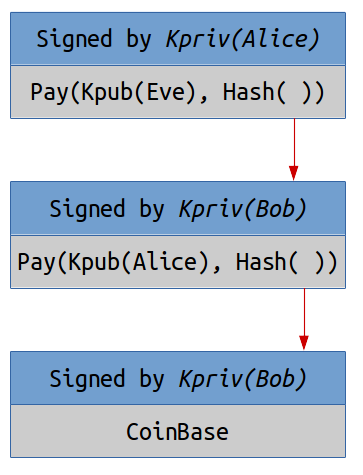 Signed by Kpriv(Alice)
Pay(Kpub(Eve), Hash( ))
Signed by Kpriv(Bob)
Pay(Kpub(Alice), Hash( ))
Signed by Kpriv(Bob)
CoinBase